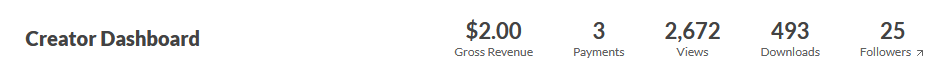 Creator Dashboard
$2.00 3 2,672 493 25
Gross Revenue Payments Views Downloads Followers ↗